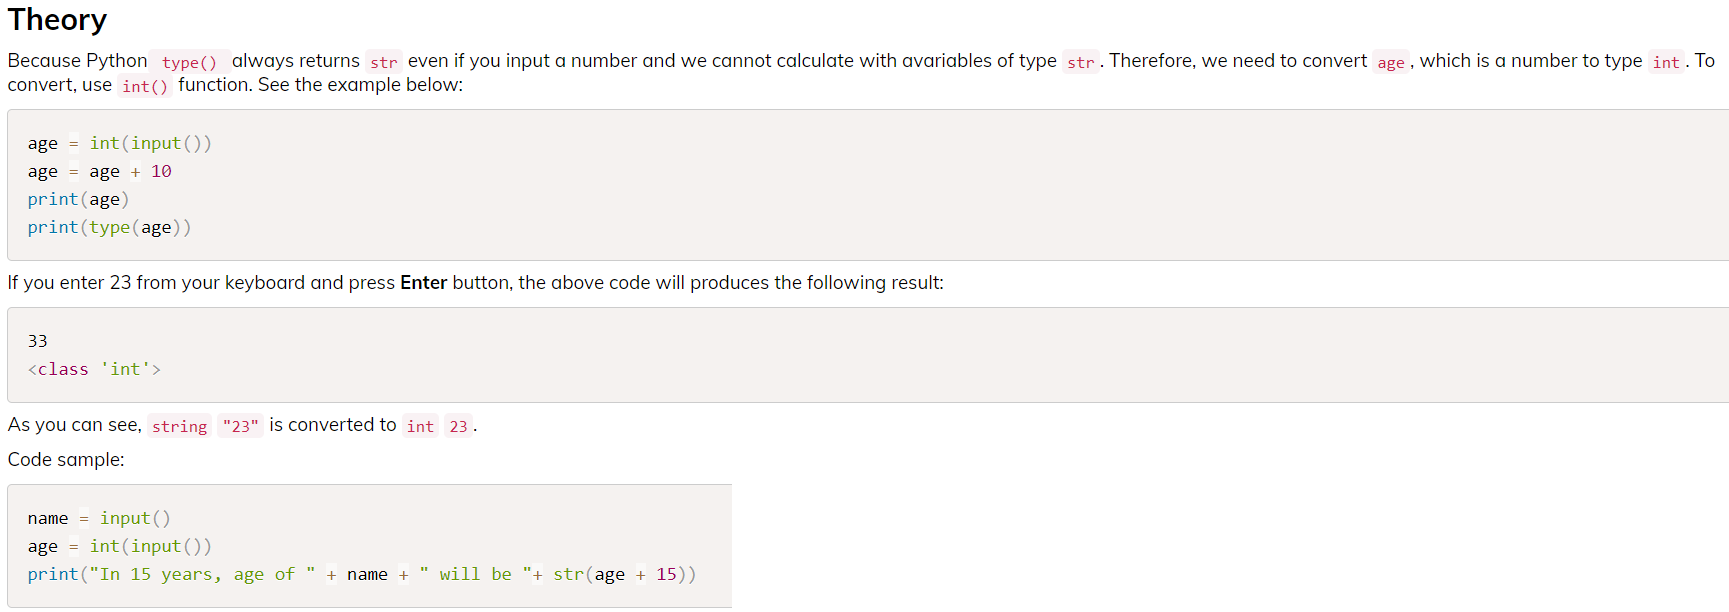 Theory
Because Python type() always returns str even if you input a number and we cannot calculate with avariables of type str. Therefore, we need to convert age, which is a number to type int. To
convert, use int() function. See the example below:
age = int(input())
age = age + 10
print(age)
print(type(age))
If you enter 23 from your keyboard and press Enter button, the above code will produces the following result:
33
<class 'int'>
As you can see, string "23" is converted to int 23.
Code sample:
name = input()
age = int(input())
print("In 15 years, age of " + name + " will be "+ str(age + 15))